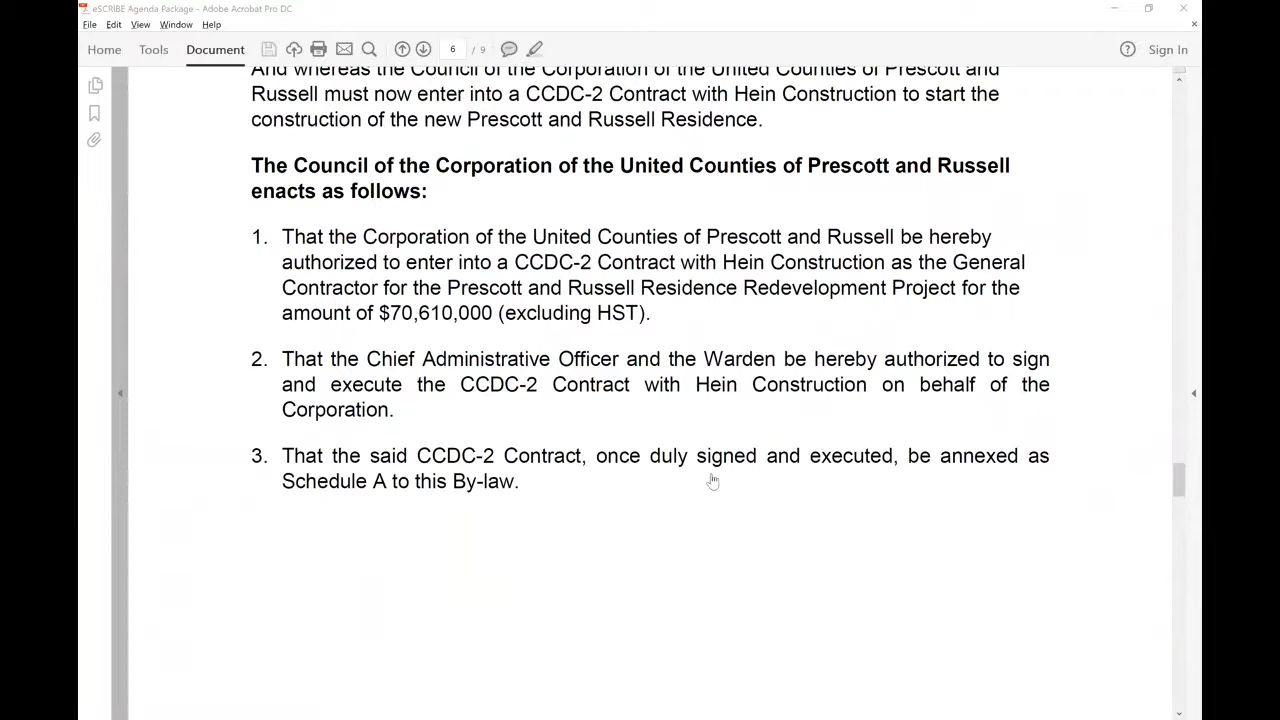 eSCRIBE Agenda Package - Adobe Acrobat Pro DC
File Edit View Window Help
Home Tools Document 6 / 9 Sign In
And whereas the Council of the Corporation of the United Counties of Prescott and
Russell must now enter into a CCDC-2 Contract with Hein Construction to start the
construction of the new Prescott and Russell Residence.
The Council of the Corporation of the United Counties of Prescott and Russell
enacts as follows:
1. That the Corporation of the United Counties of Prescott and Russell be hereby
authorized to enter into a CCDC-2 Contract with Hein Construction as the General
Contractor for the Prescott and Russell Residence Redevelopment Project for the
amount of $70,610,000 (excluding HST).
2. That the Chief Administrative Officer and the Warden be hereby authorized to sign
and execute the CCDC-2 Contract with Hein Construction on behalf of the
Corporation.
3. That the said CCDC-2 Contract, once duly signed and executed, be annexed as
Schedule A to this By-law.